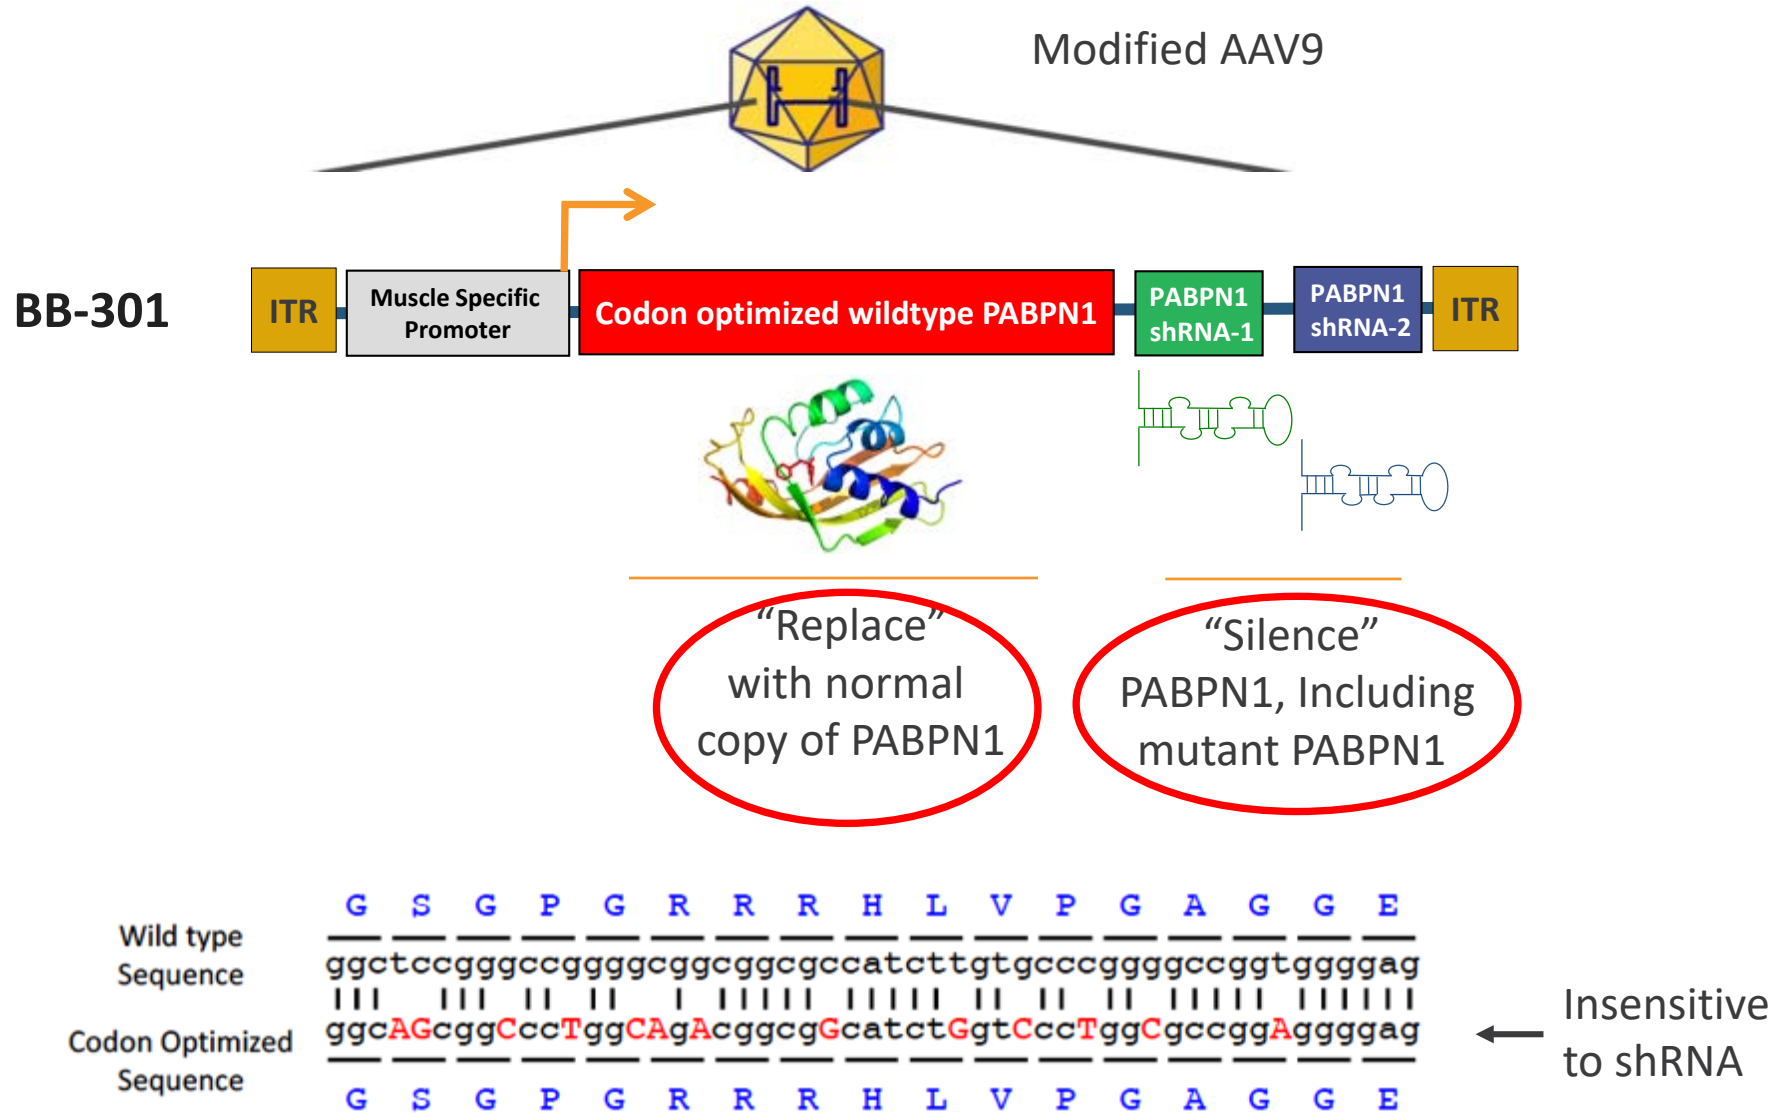 Modified AAV9
BB-301
ITR
Muscle Specific
Promoter
Codon optimized wildtype PABPN1
PABPN1
shRNA-1
PABPN1
shRNA-2
ITR
“Replace”
with normal
copy of PABPN1
“Silence”
PABPN1, Including
mutant PABPN1
G S G P G R R R H L V P G A G G E
Wild type
Sequence
ggctccgggccggggcggcggcgccatcttgtgcccggggccggtggggag
Codon Optimized
Sequence
ggcAGcggCccTggCAgAcggcgGcatctGgtCccTggCgccggAggggag
G S G P G R R R H L V P G A G G E
Insensitive
to shRNA